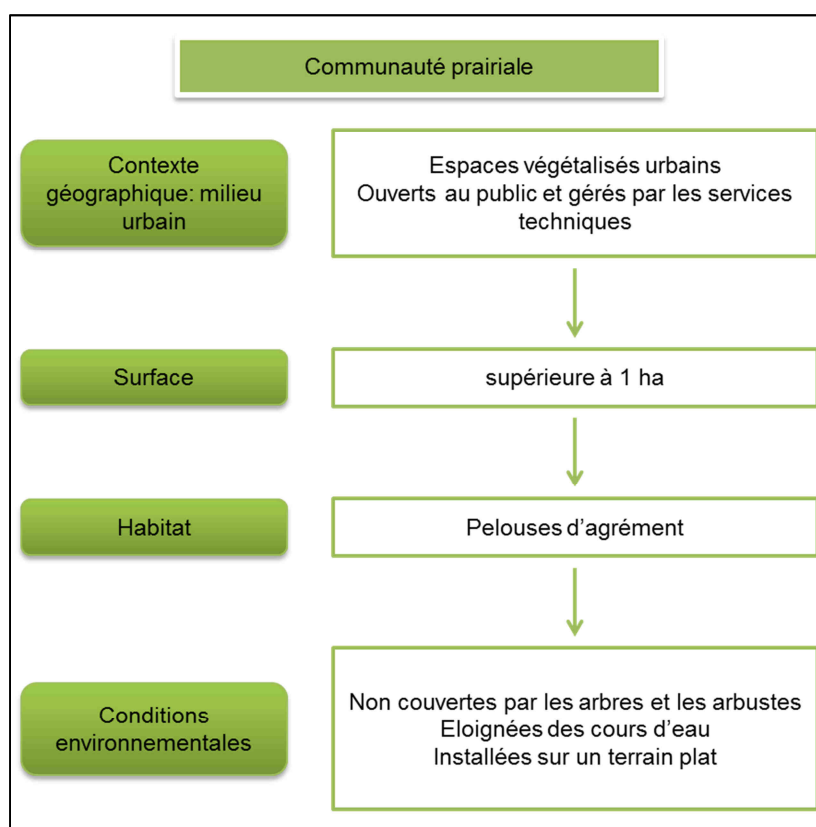 Communauté prairiale
Contexte
géographique: milieu
urbain
Espaces végétalisés urbains
Ouverts au public et gérés par les services
techniques
Surface
supérieure à 1 ha
Habitat
Pelouses d'agrément
Conditions
environnementales
Non couvertes par les arbres et les arbustes
Eloignées des cours d'eau
Installées sur un terrain plat